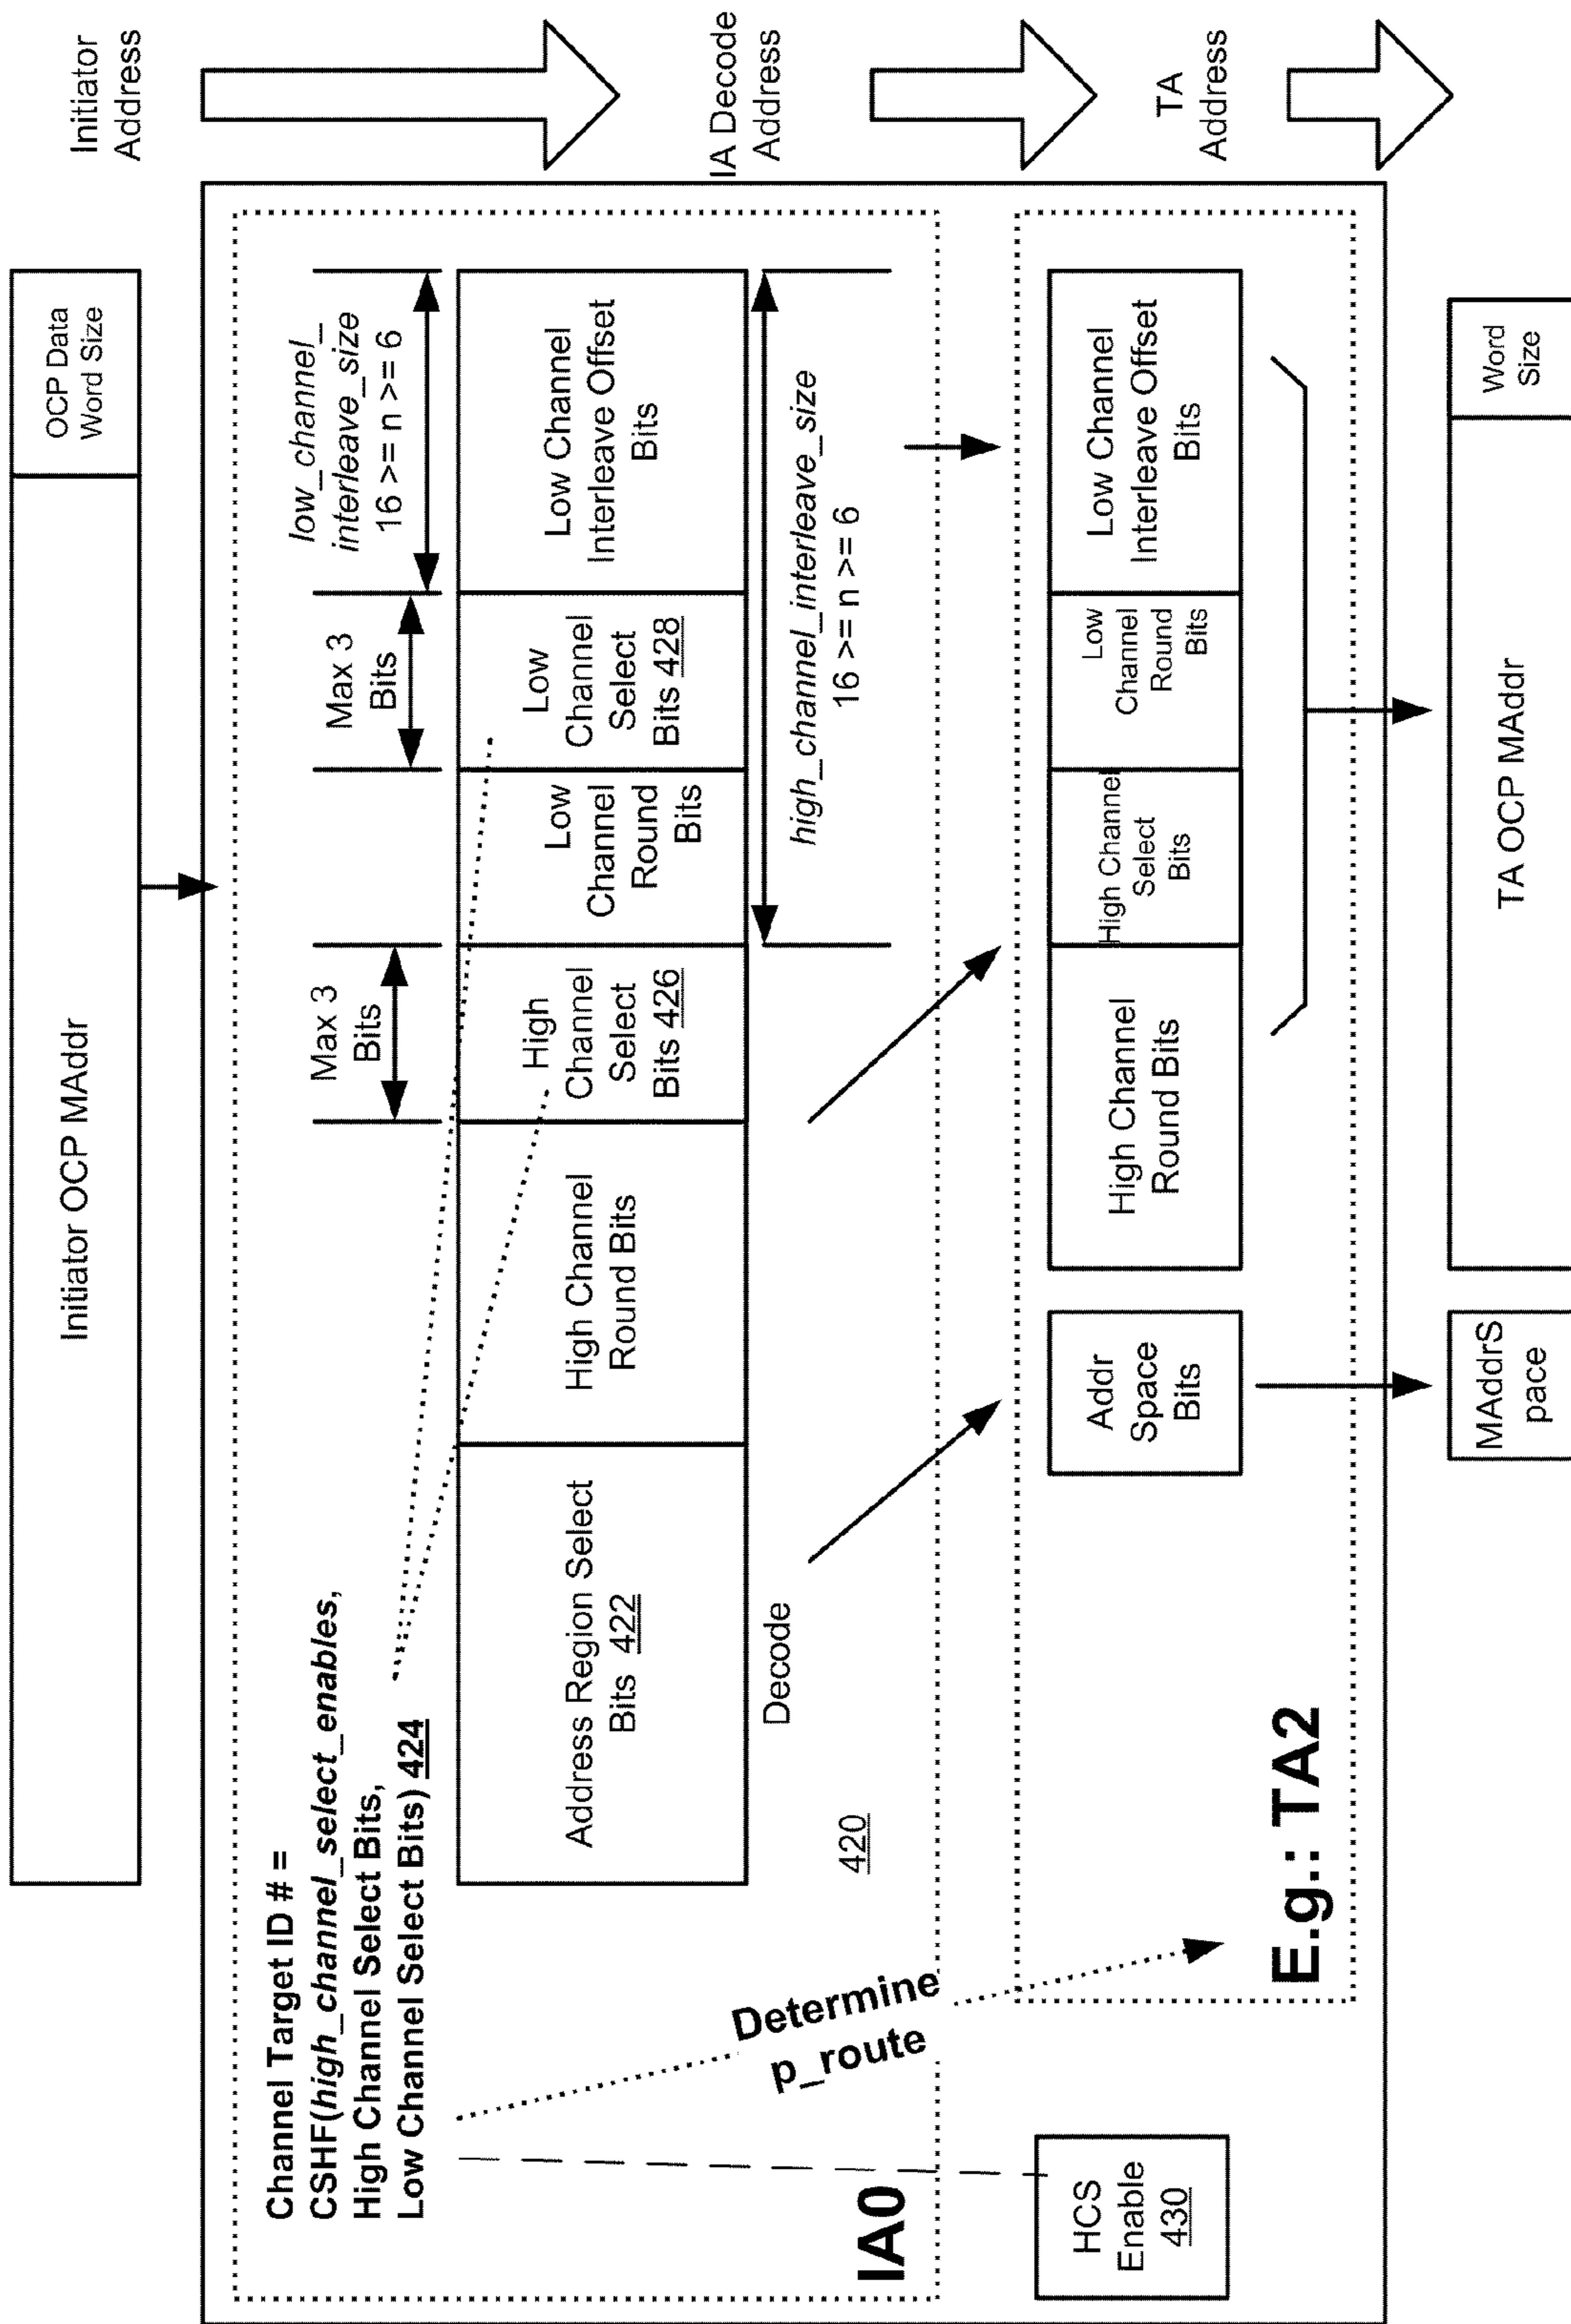 Initiator OCP MAddr
OCP Data
Word Size
Initiator
Address
Channel Target ID # =
CSHF(high_channel_select_enables,
High Channel Select Bits,
Low Channel Select Bits) 424
Max 3
Bits
Max 3
Bits
low_channel_
interleave_size
16 >= n >= 6
Address Region Select
Bits 422
High Channel
Round Bits
High
Channel
Select
Bits 426
Low
Channel
Round
Bits
Low
Channel
Select
Bits 428
Low Channel
Interleave Offset
Bits
IA Decode
Address
Decode
high_channel_interleave_size
16 >= n >= 6
420
Determine
p_route
IA0
HCS
Enable
430
Addr
Space
Bits
High Channel
Round Bits
High Channel
Select
Bits
Low
Channel
Round
Bits
Low Channel
Interleave Offset
Bits
TA
Address
E.g.: TA2
MAddrS
pace
TA OCP MAddr
Word
Size